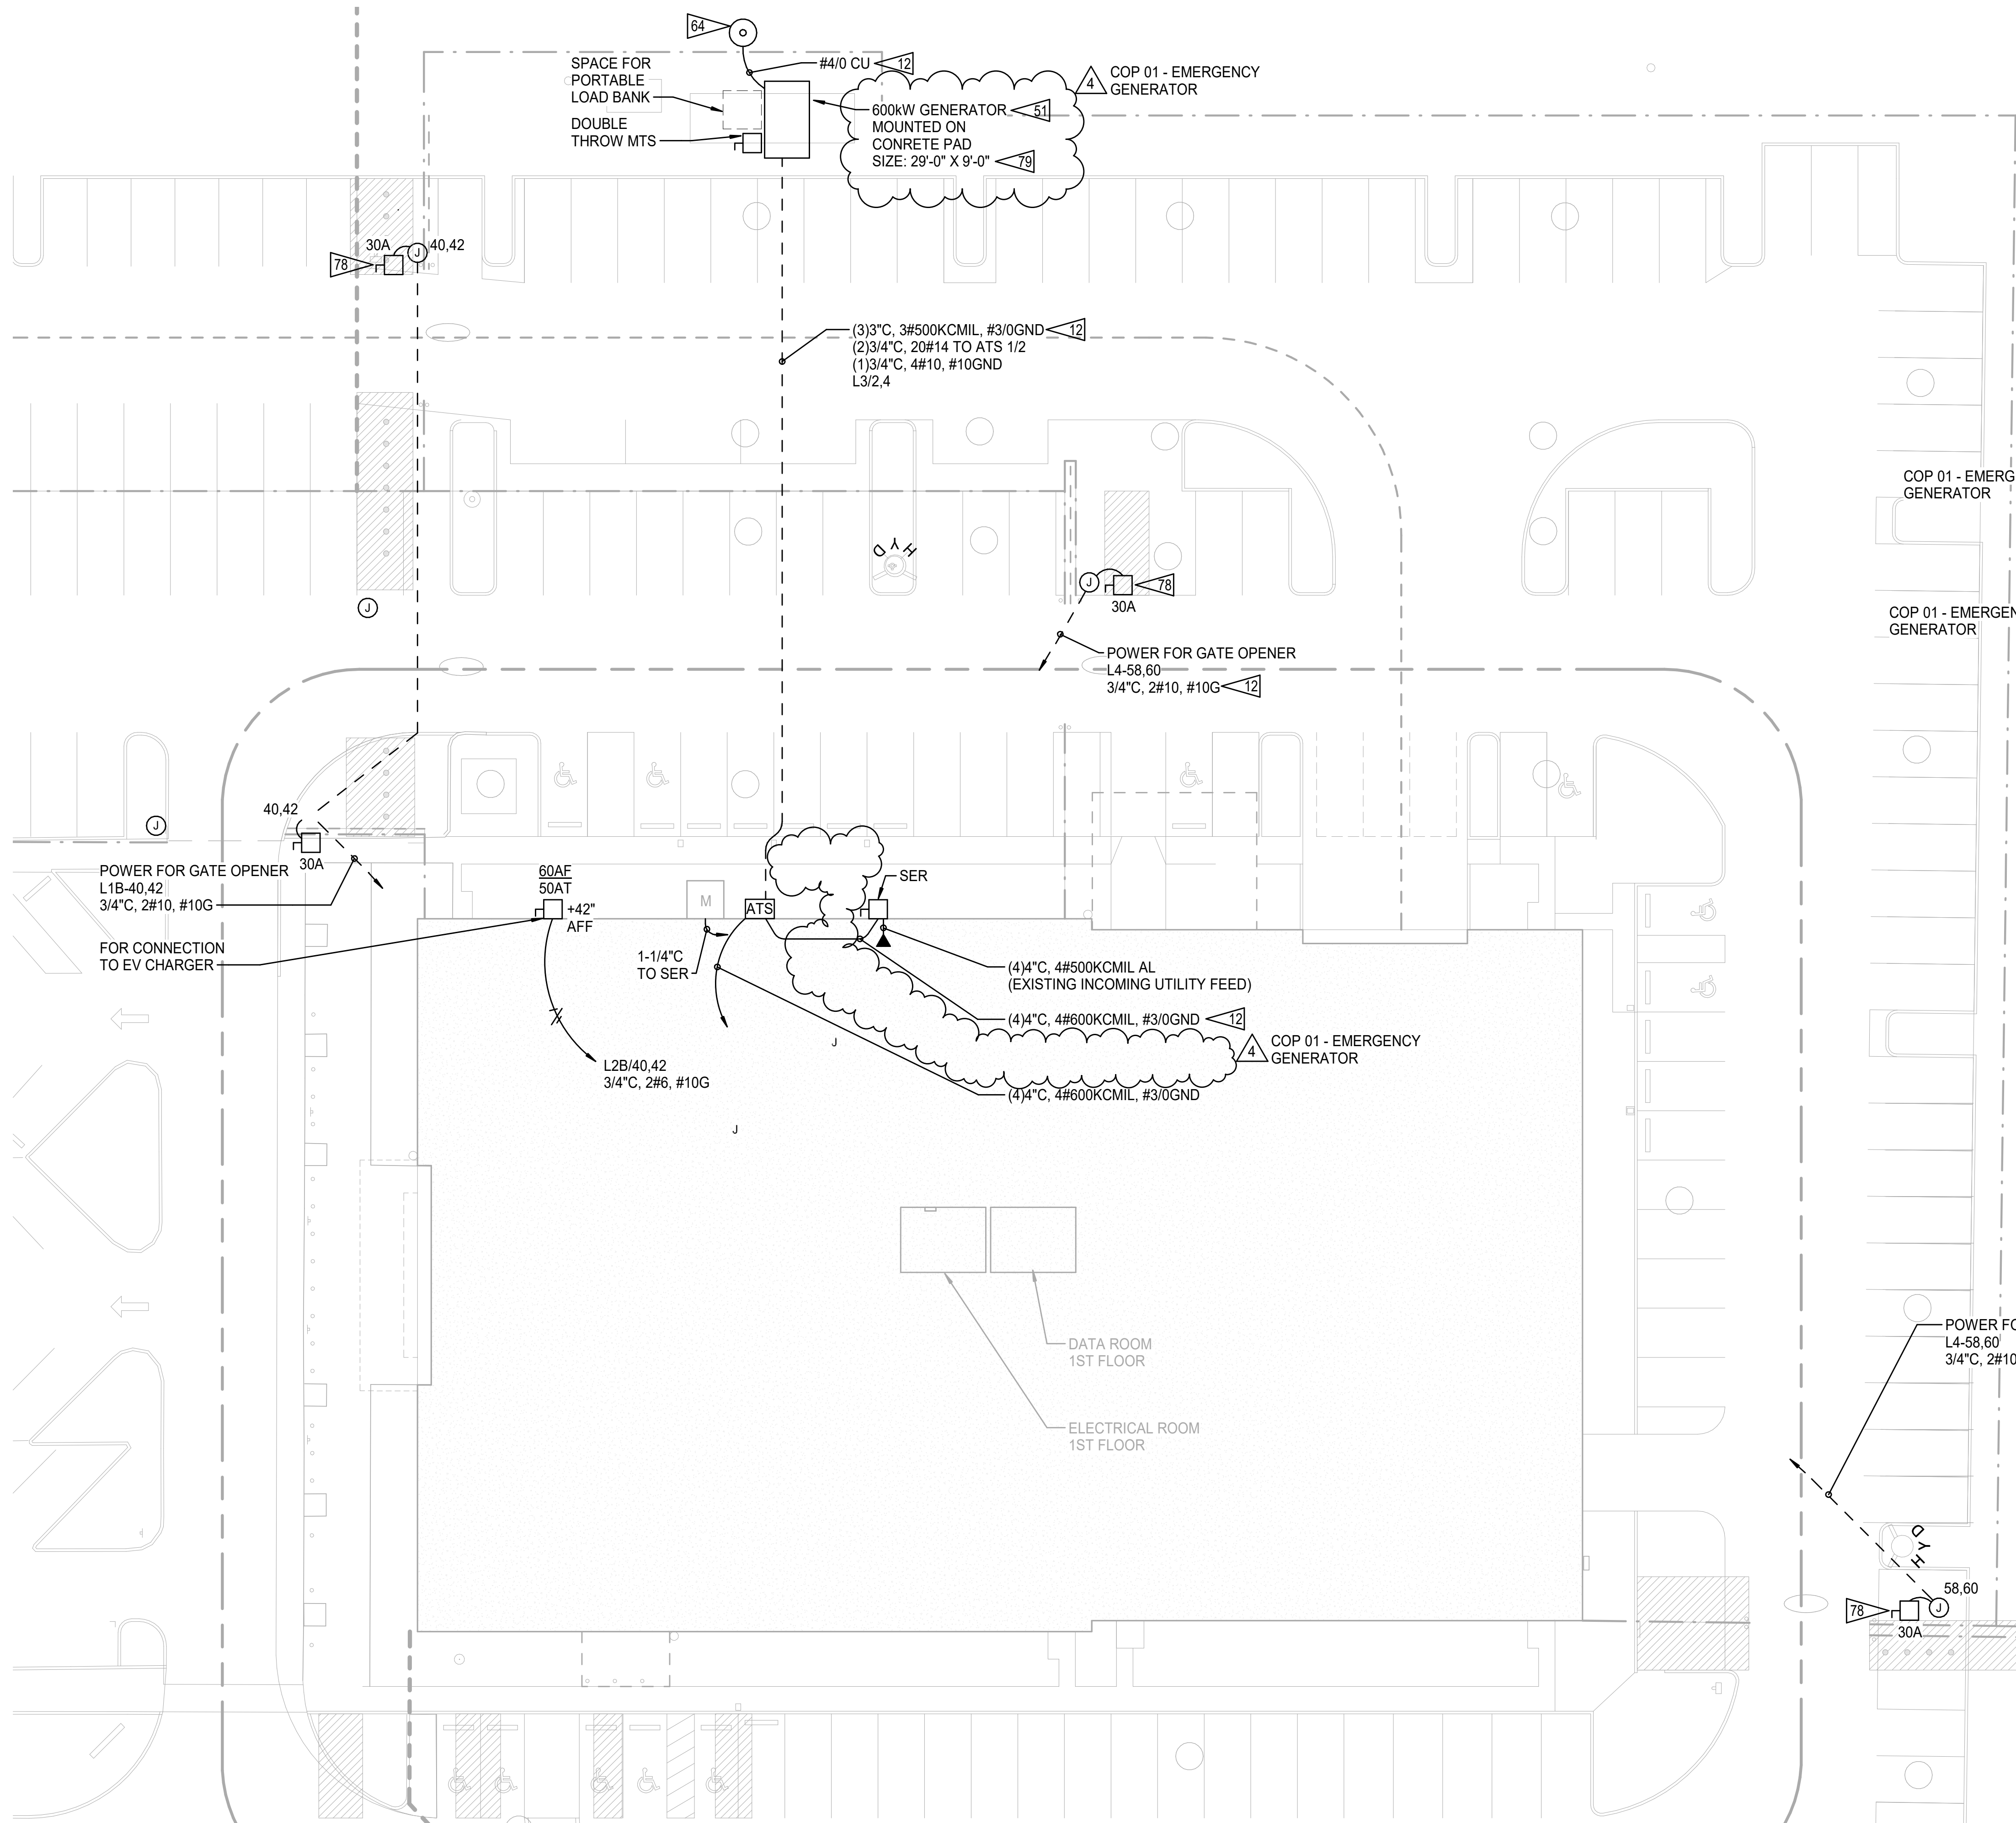 64
SPACE FOR
PORTABLE
LOAD BANK
DOUBLE
THROW MTS
#4/0 CU 12
4
COP 01 - EMERGENCY
GENERATOR
600kW GENERATOR 51
MOUNTED ON
CONRETE PAD
SIZE: 29'-0" X 9'-0" 79
30A
J
40,42
78
(3)3"C, 3#500KCMIL, #3/0GND 12
(2)3/4"C, 20#14 TO ATS 1/2
(1)3/4"C, 4#10, #10GND
L3/2,4
COP 01 - EMERG
GENERATOR
HYD
J
78
30A
J
COP 01 - EMERGEN
GENERATOR
POWER FOR GATE OPENER
L4-58,60
3/4"C, 2#10, #10G 12
40,42
J
30A
POWER FOR GATE OPENER
L1B-40,42
3/4"C, 2#10, #10G
60AF
50AT
+42"
AFF
M
ATS
SER
FOR CONNECTION
TO EV CHARGER
1-1/4"C
TO SER
(4)4"C, 4#500KCMIL AL
(EXISTING INCOMING UTILITY FEED)
(4)4"C, 4#600KCMIL, #3/0GND 12
J
4
COP 01 - EMERGENCY
GENERATOR
L2B/40,42
3/4"C, 2#6, #10G
(4)4"C, 4#600KCMIL, #3/0GND
J
DATA ROOM
1ST FLOOR
POWER FO
L4-58,60
3/4"C, 2#10
ELECTRICAL ROOM
1ST FLOOR
HYD
58,60
78
J
30A